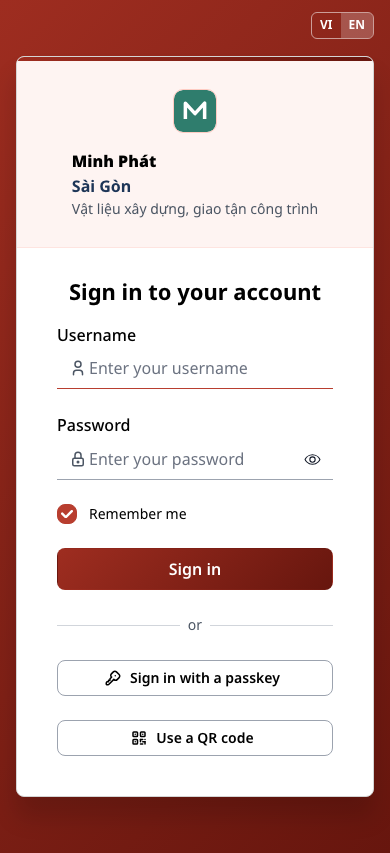 VI EN
M
Minh Phát
Sài Gòn
Vật liệu xây dựng, giao tận công trình
Sign in to your account
Username
Enter your username
Password
Enter your password
Remember me
Sign in
or
Sign in with a passkey
Use a QR code